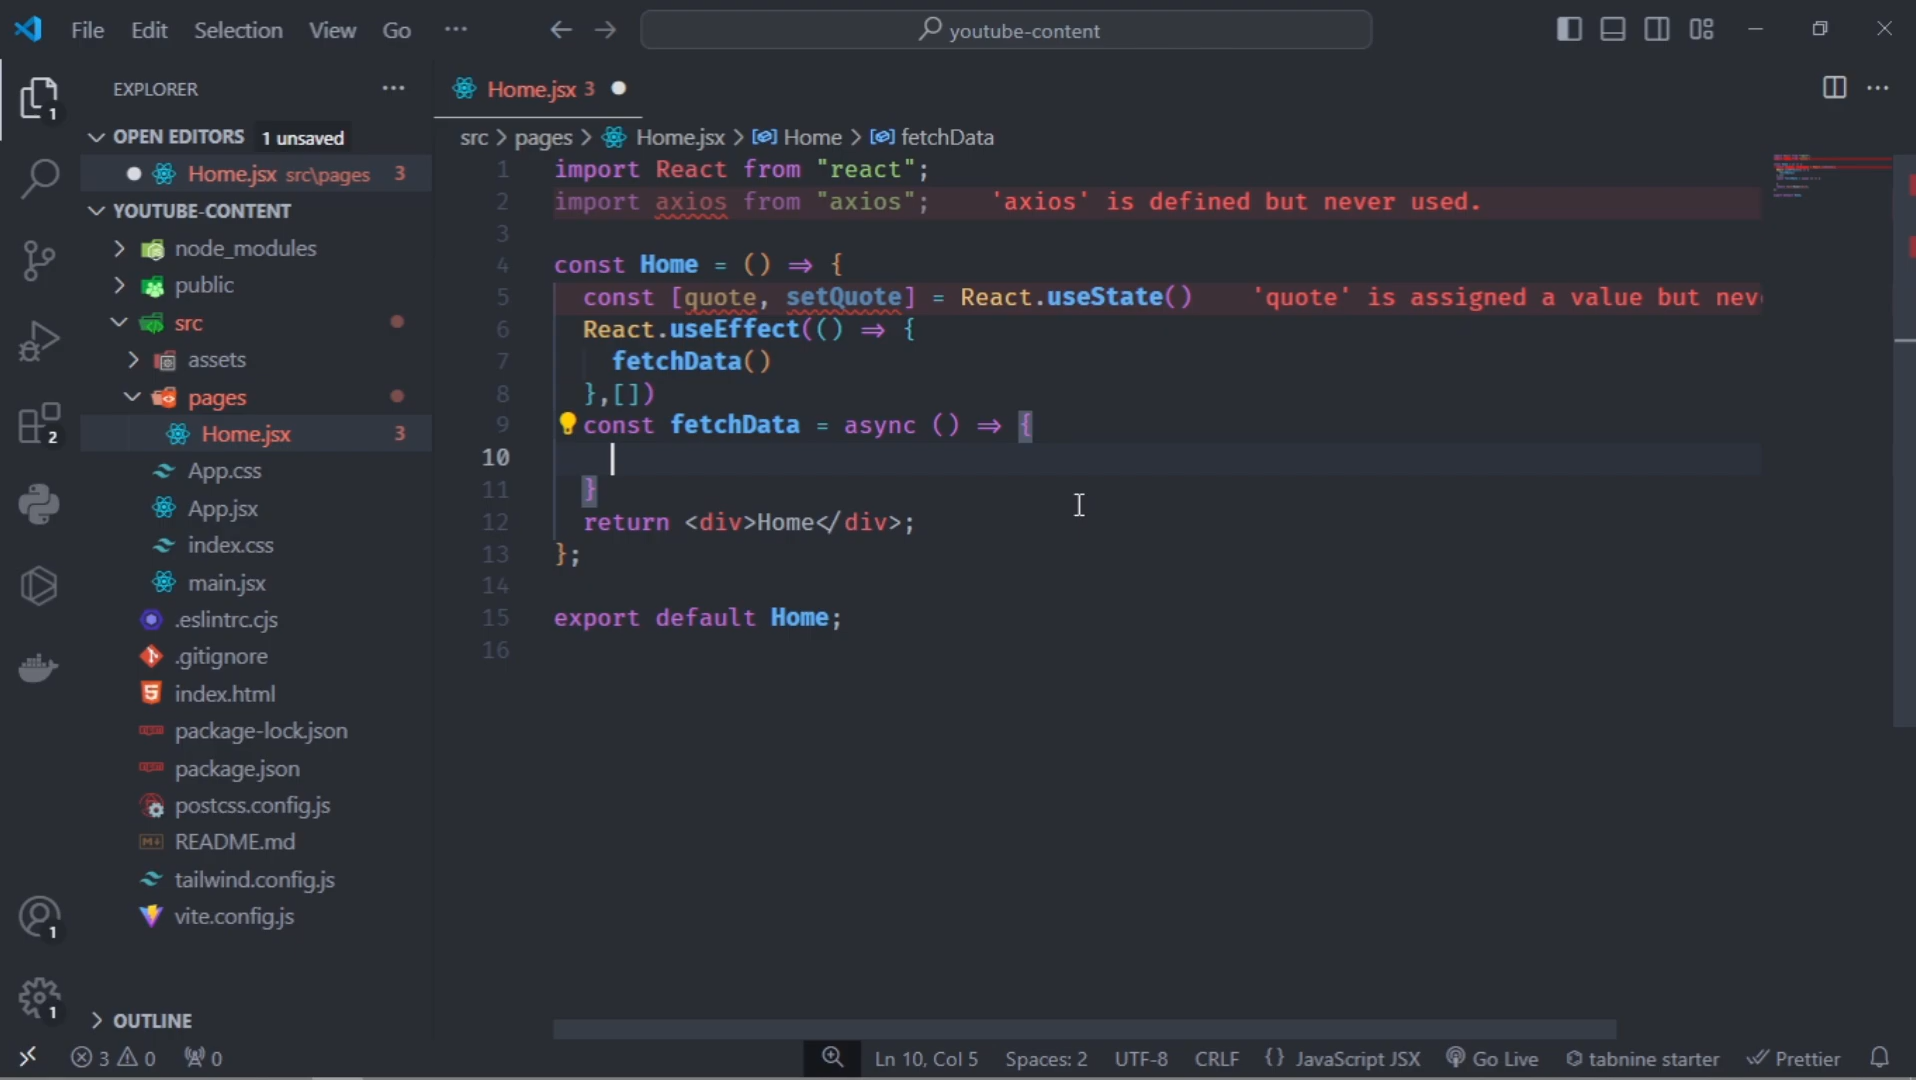 File Edit Selection View Go ··· youtube-content
EXPLORER ···
OPEN EDITORS 1 unsaved
Home.jsx src\pages 3
YOUTUBE-CONTENT
node_modules
public
src
assets
pages
Home.jsx 3
App.css
App.jsx
index.css
main.jsx
.eslintrc.cjs
.gitignore
index.html
package-lock.json
package.json
postcss.config.js
README.md
tailwind.config.js
vite.config.js
OUTLINE
1
2
1
1
Home.jsx 3
src > pages > Home.jsx > Home > fetchData
1 import React from "react";
2 import axios from "axios"; 'axios' is defined but never used.
3
4 const Home = () ⇒ {
5 const [quote, setQuote] = React.useState() 'quote' is assigned a value but nev
6 React.useEffect(() ⇒ {
7 fetchData()
8 },[])
9 const fetchData = async () ⇒ {
10
11 }
12 return <div>Home</div>;
13 };
14
15 export default Home;
16
3 0 0 Ln 10, Col 5 Spaces: 2 UTF-8 CRLF {} JavaScript JSX Go Live tabnine starter Prettier